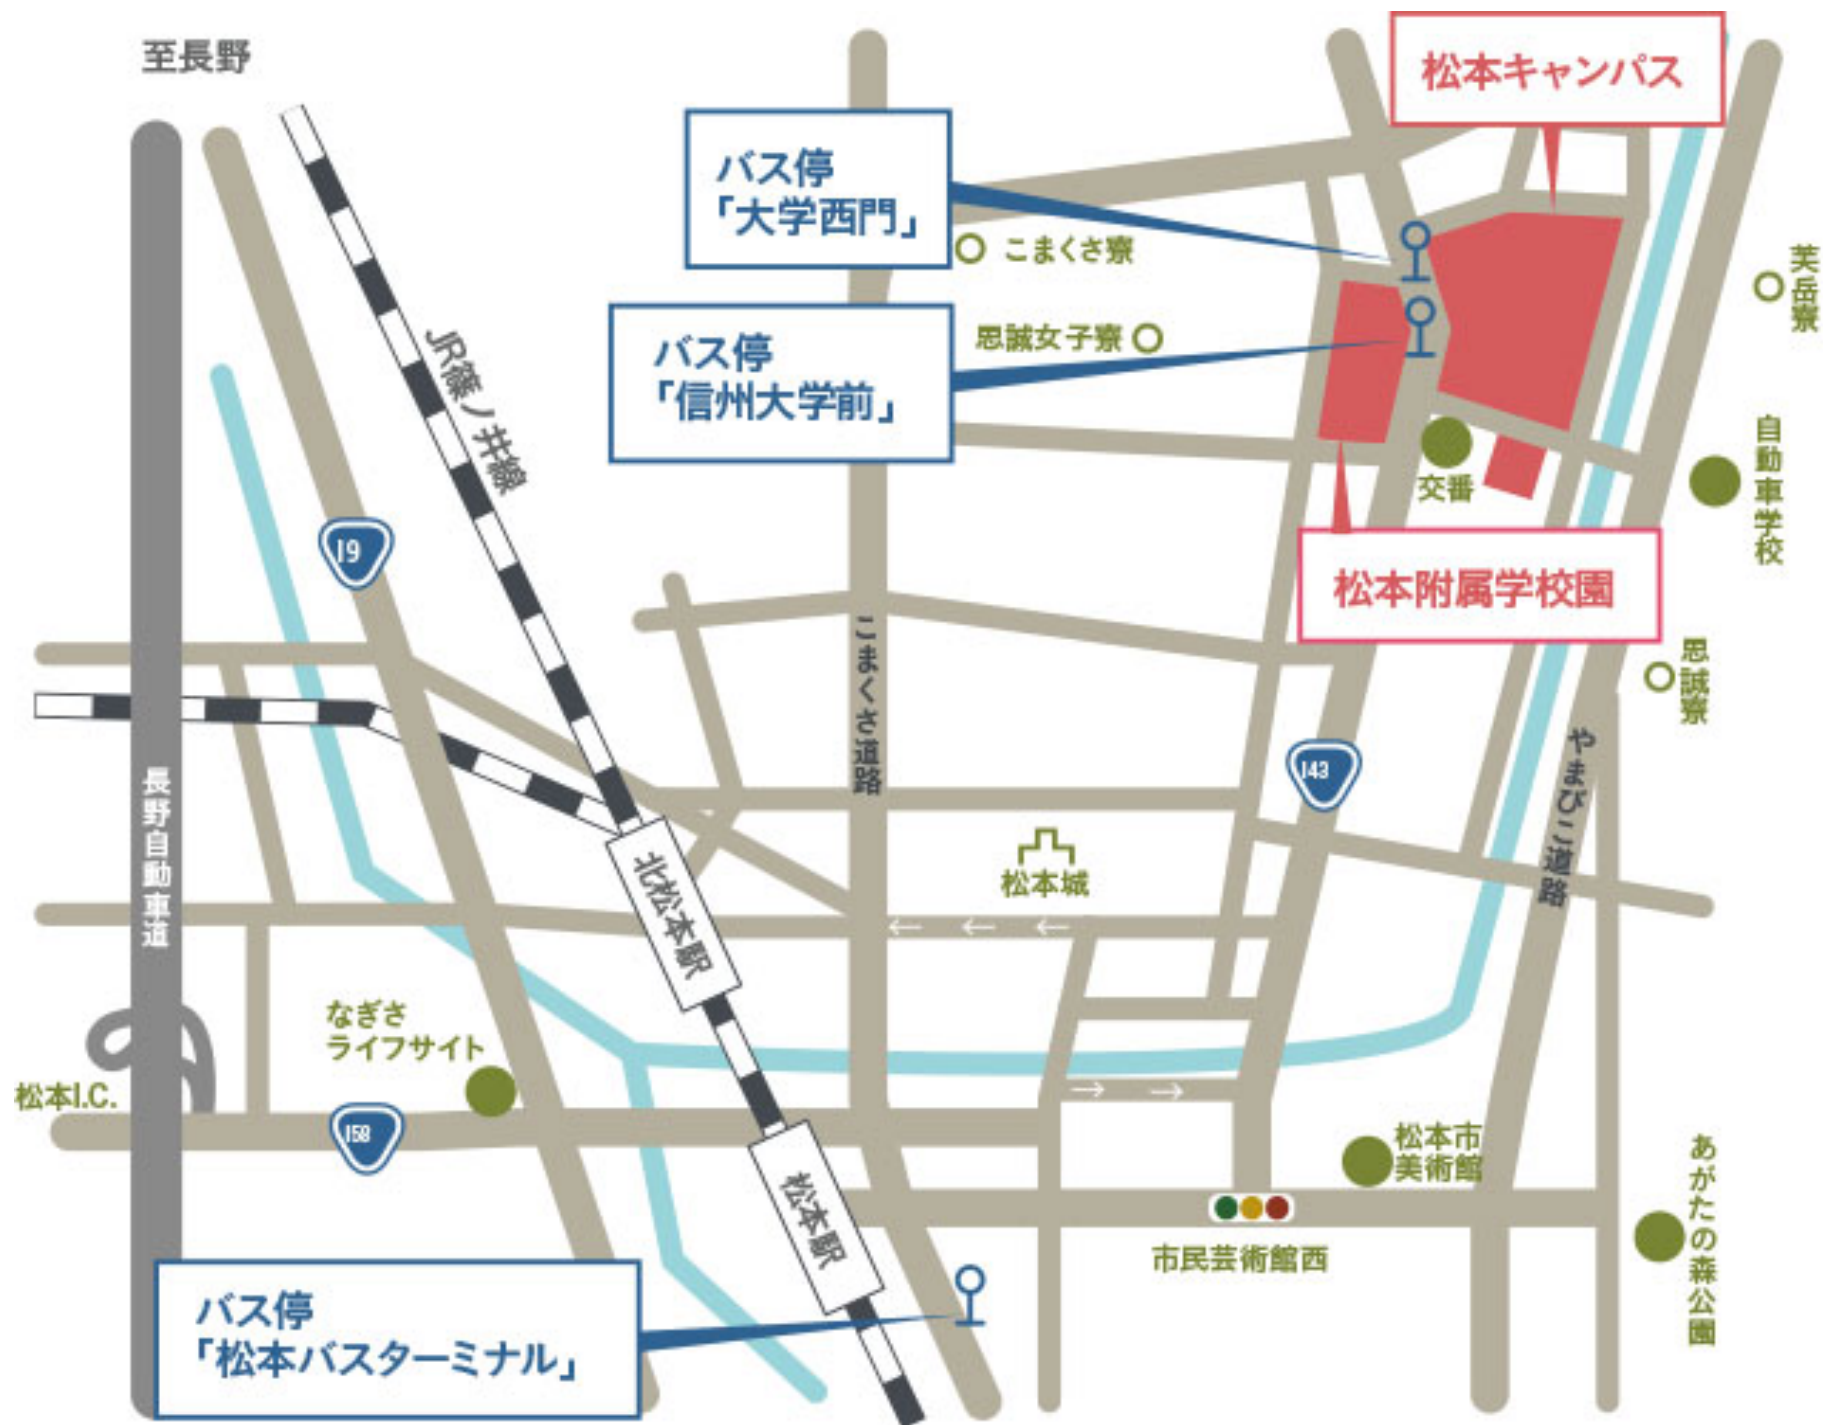 至長野
松本キャンパス
バス停
「大学西門」
こまくさ寮
芙岳寮
バス停
「信州大学前」
思誠女子寮
JR篠ノ井線
自動車学校
交番
19
松本附属学校園
こまくさ道路
思誠寮
143
やまびこ道路
長野自動車道
北松本駅
松本城
← ← ←
なぎさ
ライフサイト
松本I.C.
→ →
158
松本市
美術館
あがたの森公園
松本駅
市民芸術館西
バス停
「松本バスターミナル」